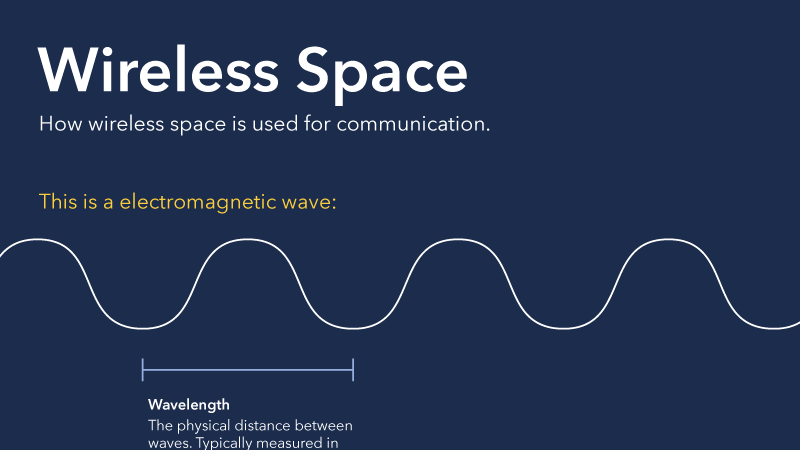 Wireless Space
How wireless space is used for communication.
This is a electromagnetic wave:
Wavelength
The physical distance between
waves. Typically measured in